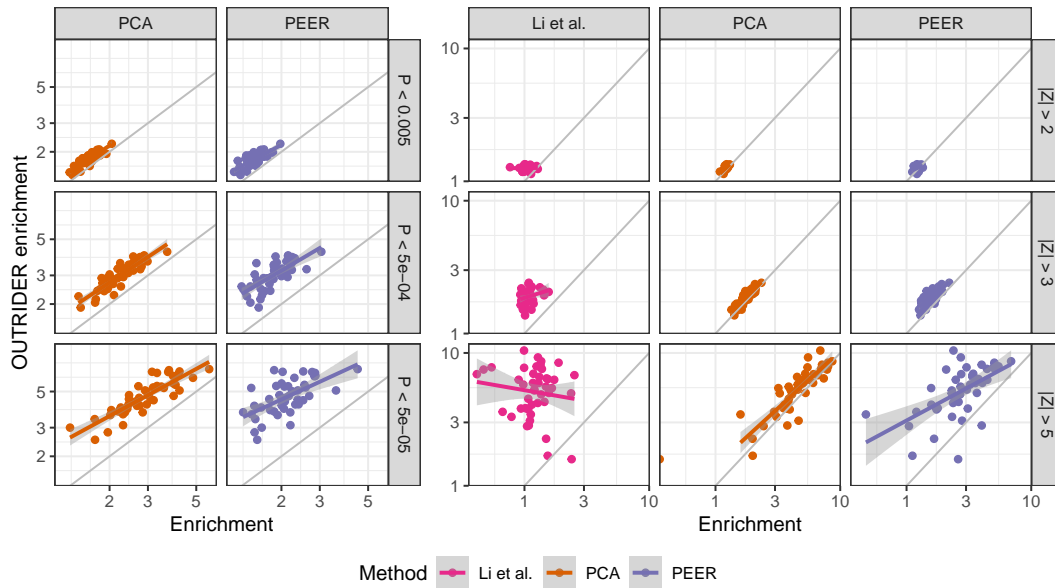 PCA PEER Li et al. PCA PEER
OUTRIDER enrichment
5
3
2
P < 0.005
10
3
1
|Z| > 2
5
3
2
P < 5e−04
10
3
1
|Z| > 3
5
3
2
P < 5e−05
10
3
1
|Z| > 5
2 3 5 2 3 5 1 3 10 1 3 10 1 3 10
Enrichment Enrichment
Method Li et al. PCA PEER